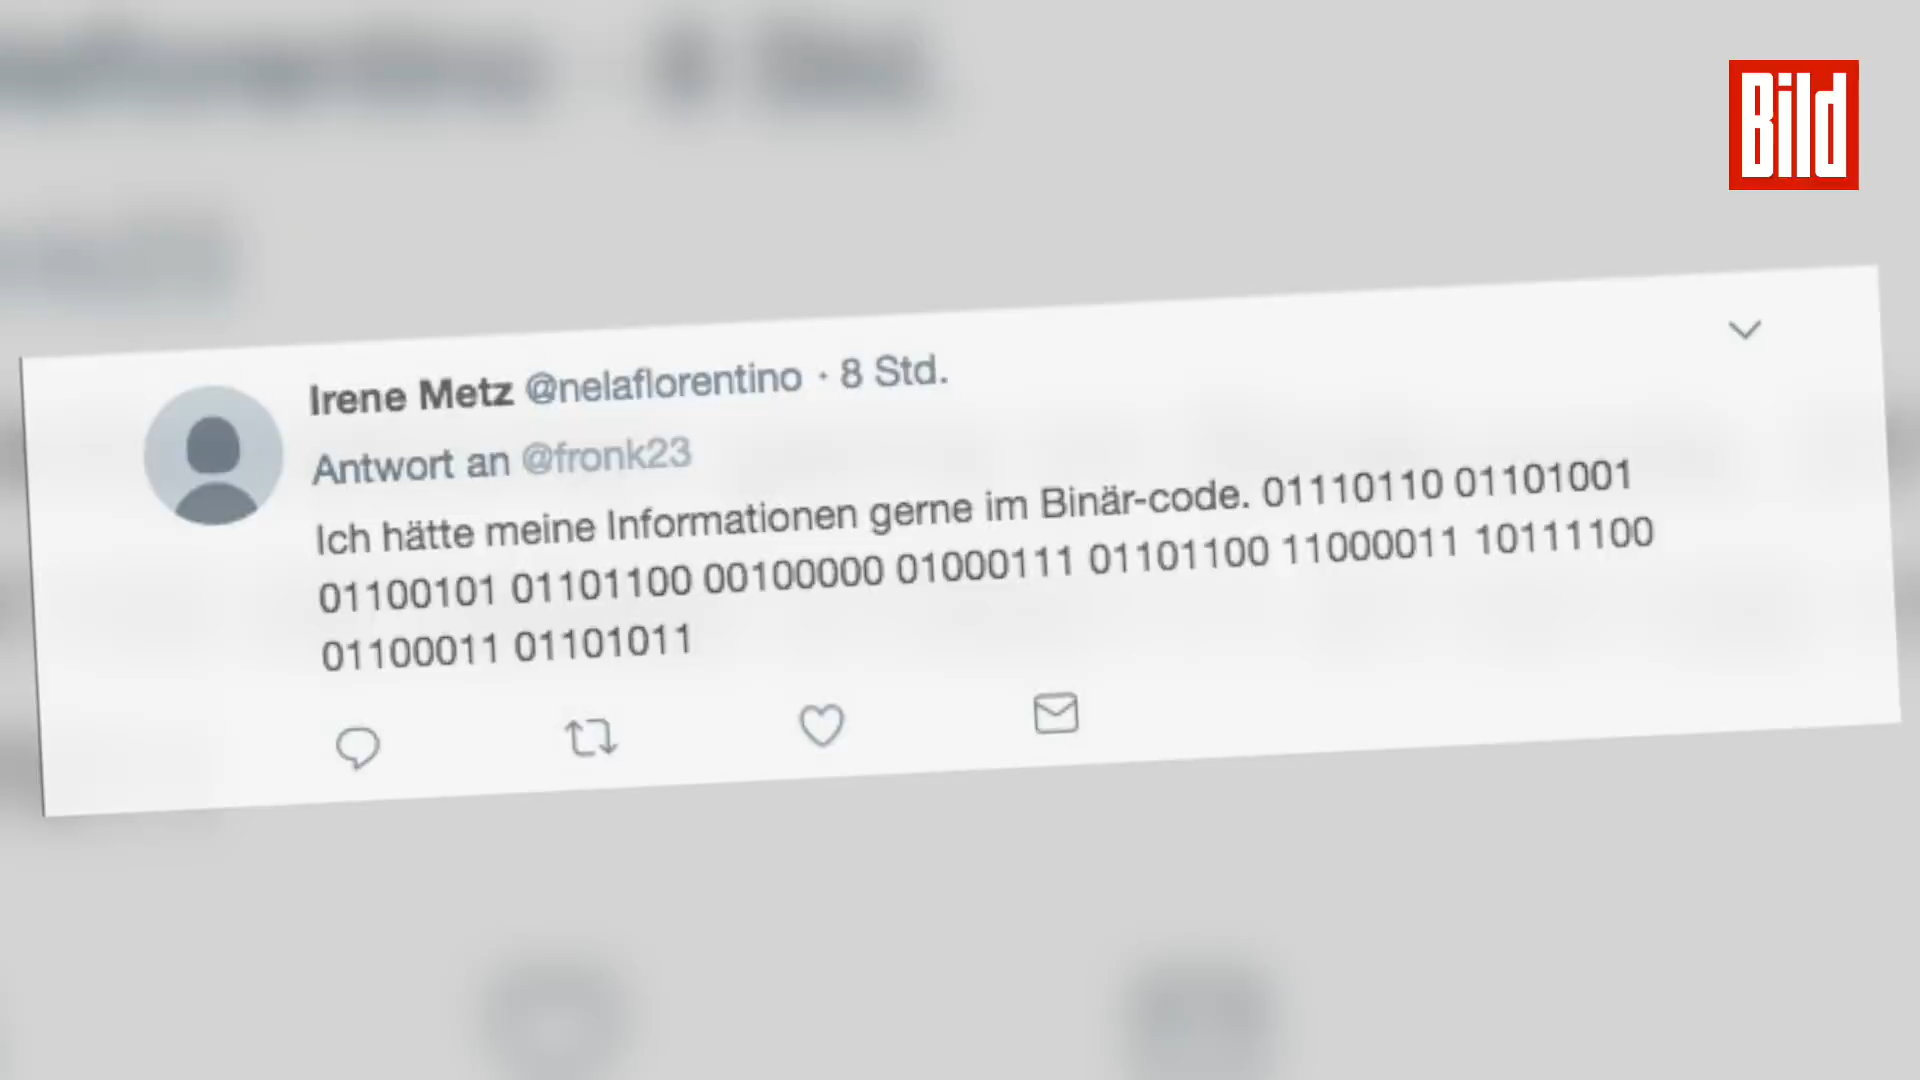 Bild
Irene Metz @nelaflorentino · 8 Std.
Antwort an @fronk23
Ich hätte meine Informationen gerne im Binär-code. 01110110 01101001
01100101 01101100 00100000 01000111 01101100 11000011 10111100
01100011 01101011